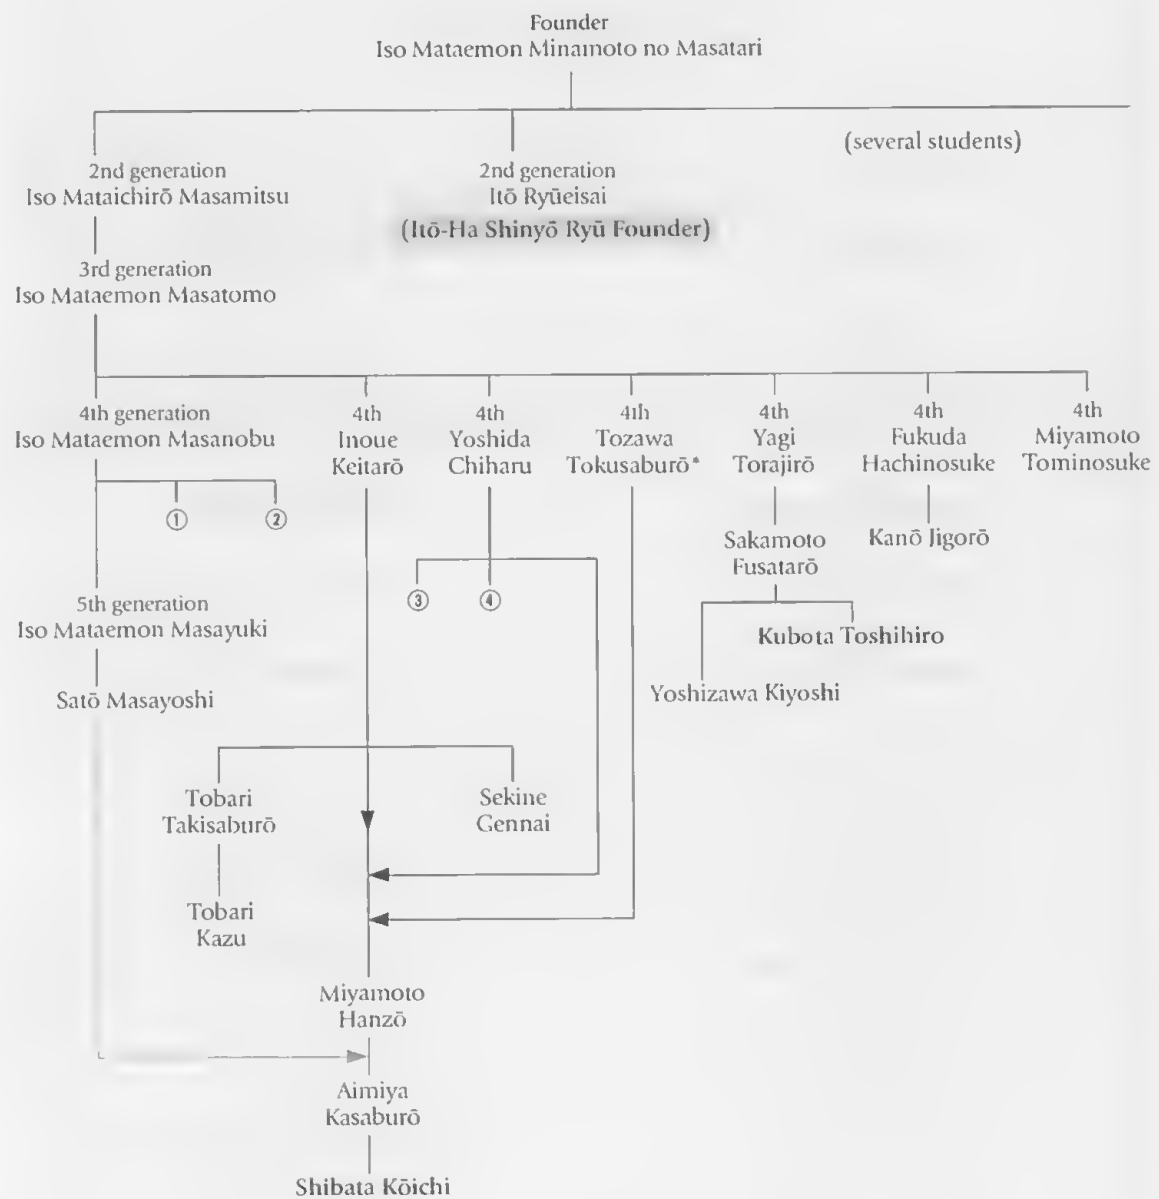 Founder
Iso Mataemon Minamoto no Masatari
(several students)
2nd generation
Iso Mataichirō Masamitsu
2nd generation
Itō Ryūeisai
(Itō-Ha Shinyō Ryū Founder)
3rd generation
Iso Mataemon Masatomo
4th generation
Iso Mataemon Masanobu
4th
Inoue
Keitarō
4th
Yoshida
Chiharu
4th
Tozawa
Tokusaburō*
4th
Yagi
Torajirō
4th
Fukuda
Hachinosuke
4th
Miyamoto
Tominosuke
①
②
Sakamoto
Fusatarō
Kanō Jigorō
③
④
5th generation
Iso Mataemon Masayuki
Kubota Toshihiro
Satō Masayoshi
Yoshizawa Kiyoshi
Tobari
Takisaburō
Sekine
Gennai
Tobari
Kazu
Miyamoto
Hanzō
Aimiya
Kasaburō
Shibata Kōichi